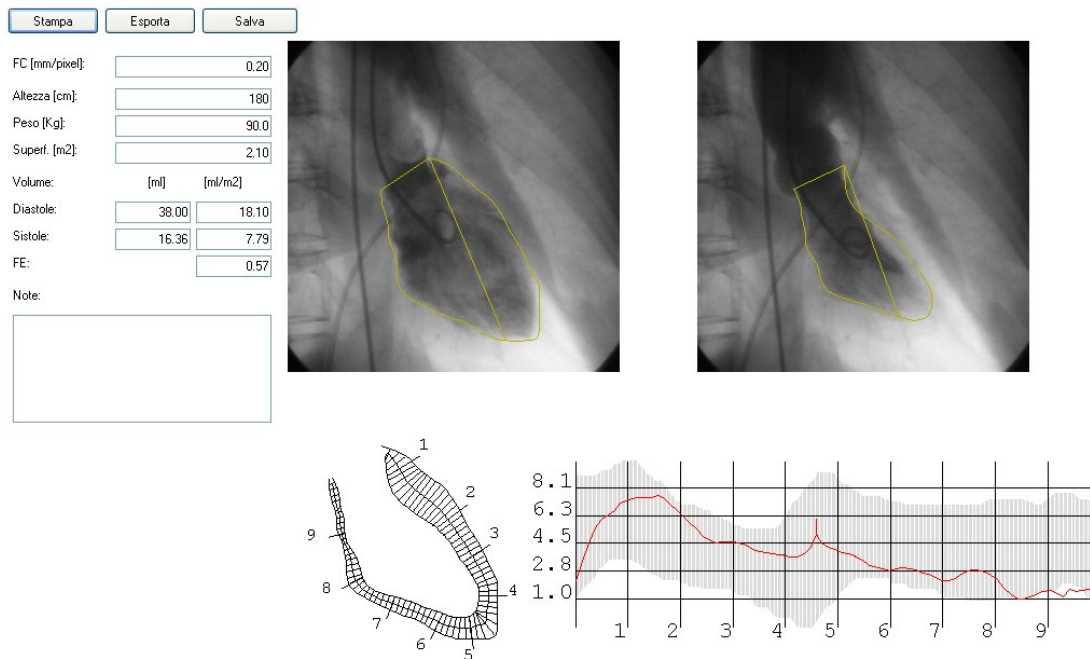 Stampa Esporta Salva
FC [mm/pixel]: 0.20
Altezza [cm]: 180
Peso [Kg]: 90.0
Superf. [m2]: 2.10
Volume: [ml] [ml/m2]
Diastole: 38.00 18.10
Sistole: 16.36 7.79
FE: 0.57
Note:
1
2
3
4
5
6
7
8
9
8.1
6.3
4.5
2.8
1.0
1 2 3 4 5 6 7 8 9